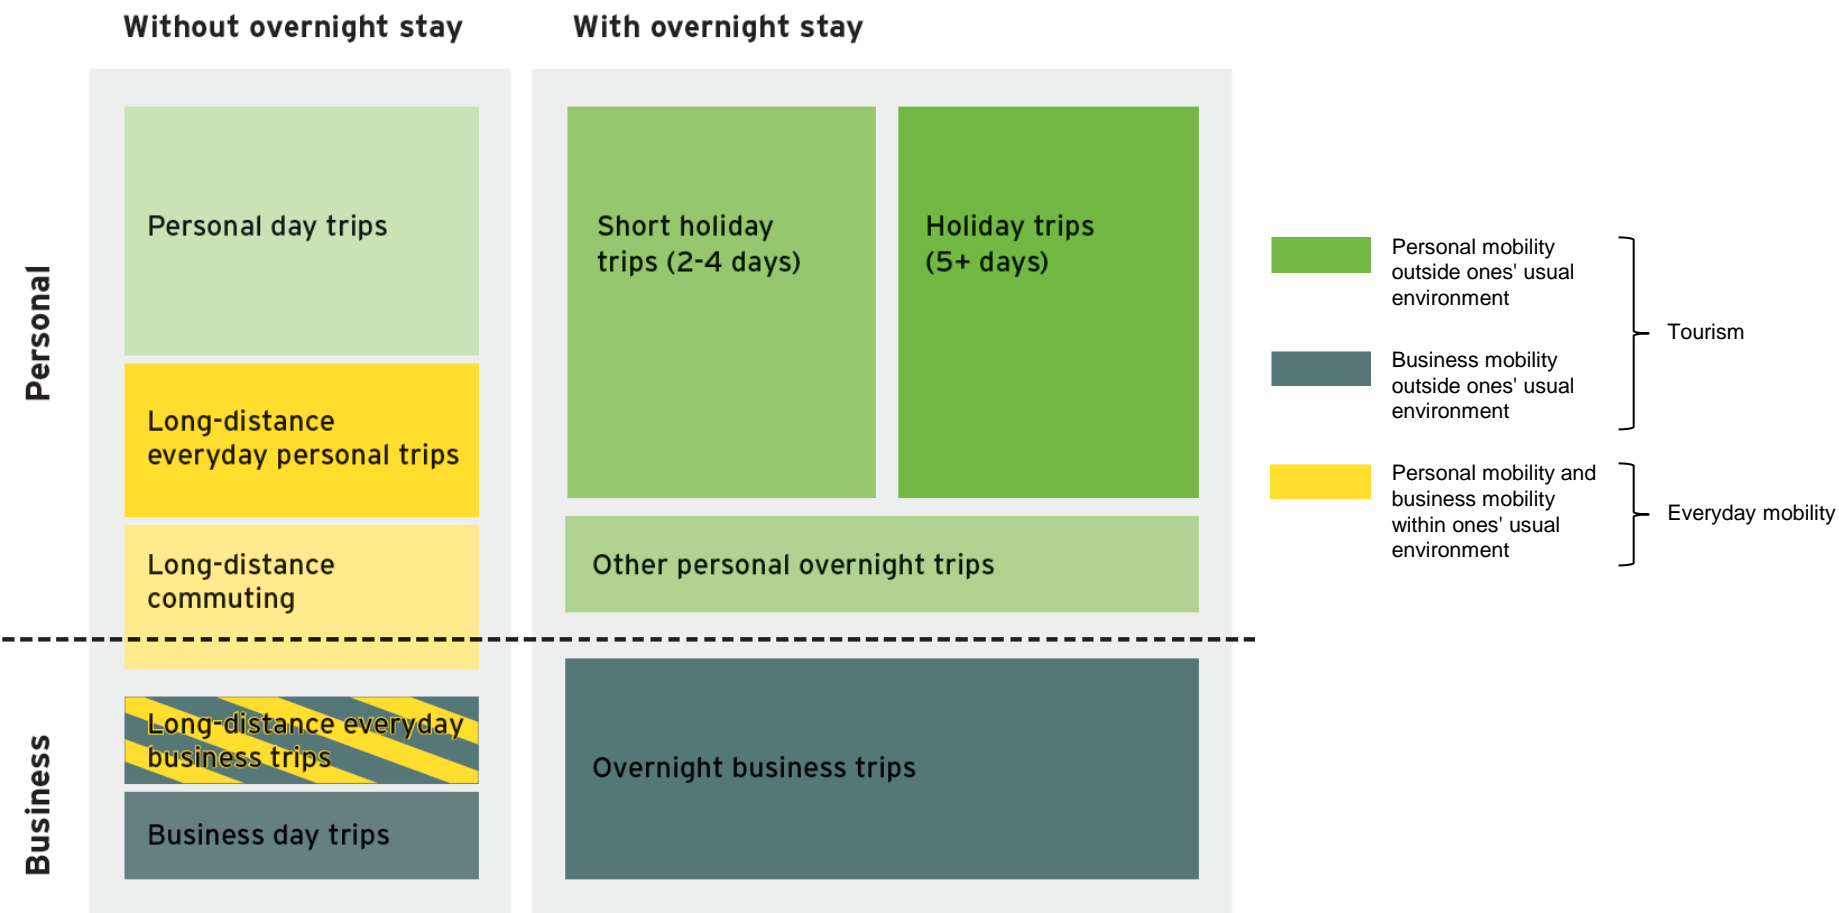 Without overnight stay
With overnight stay
Personal
Personal day trips
Long-distance
everyday personal trips
Long-distance
commuting
Short holiday
trips (2-4 days)
Holiday trips
(5+ days)
Other personal overnight trips
Business
Long-distance everyday
business trips
Business day trips
Overnight business trips
Personal mobility
outside ones' usual
environment
Business mobility
outside ones' usual
environment
Tourism
Personal mobility and
business mobility
within ones' usual
environment
Everyday mobility